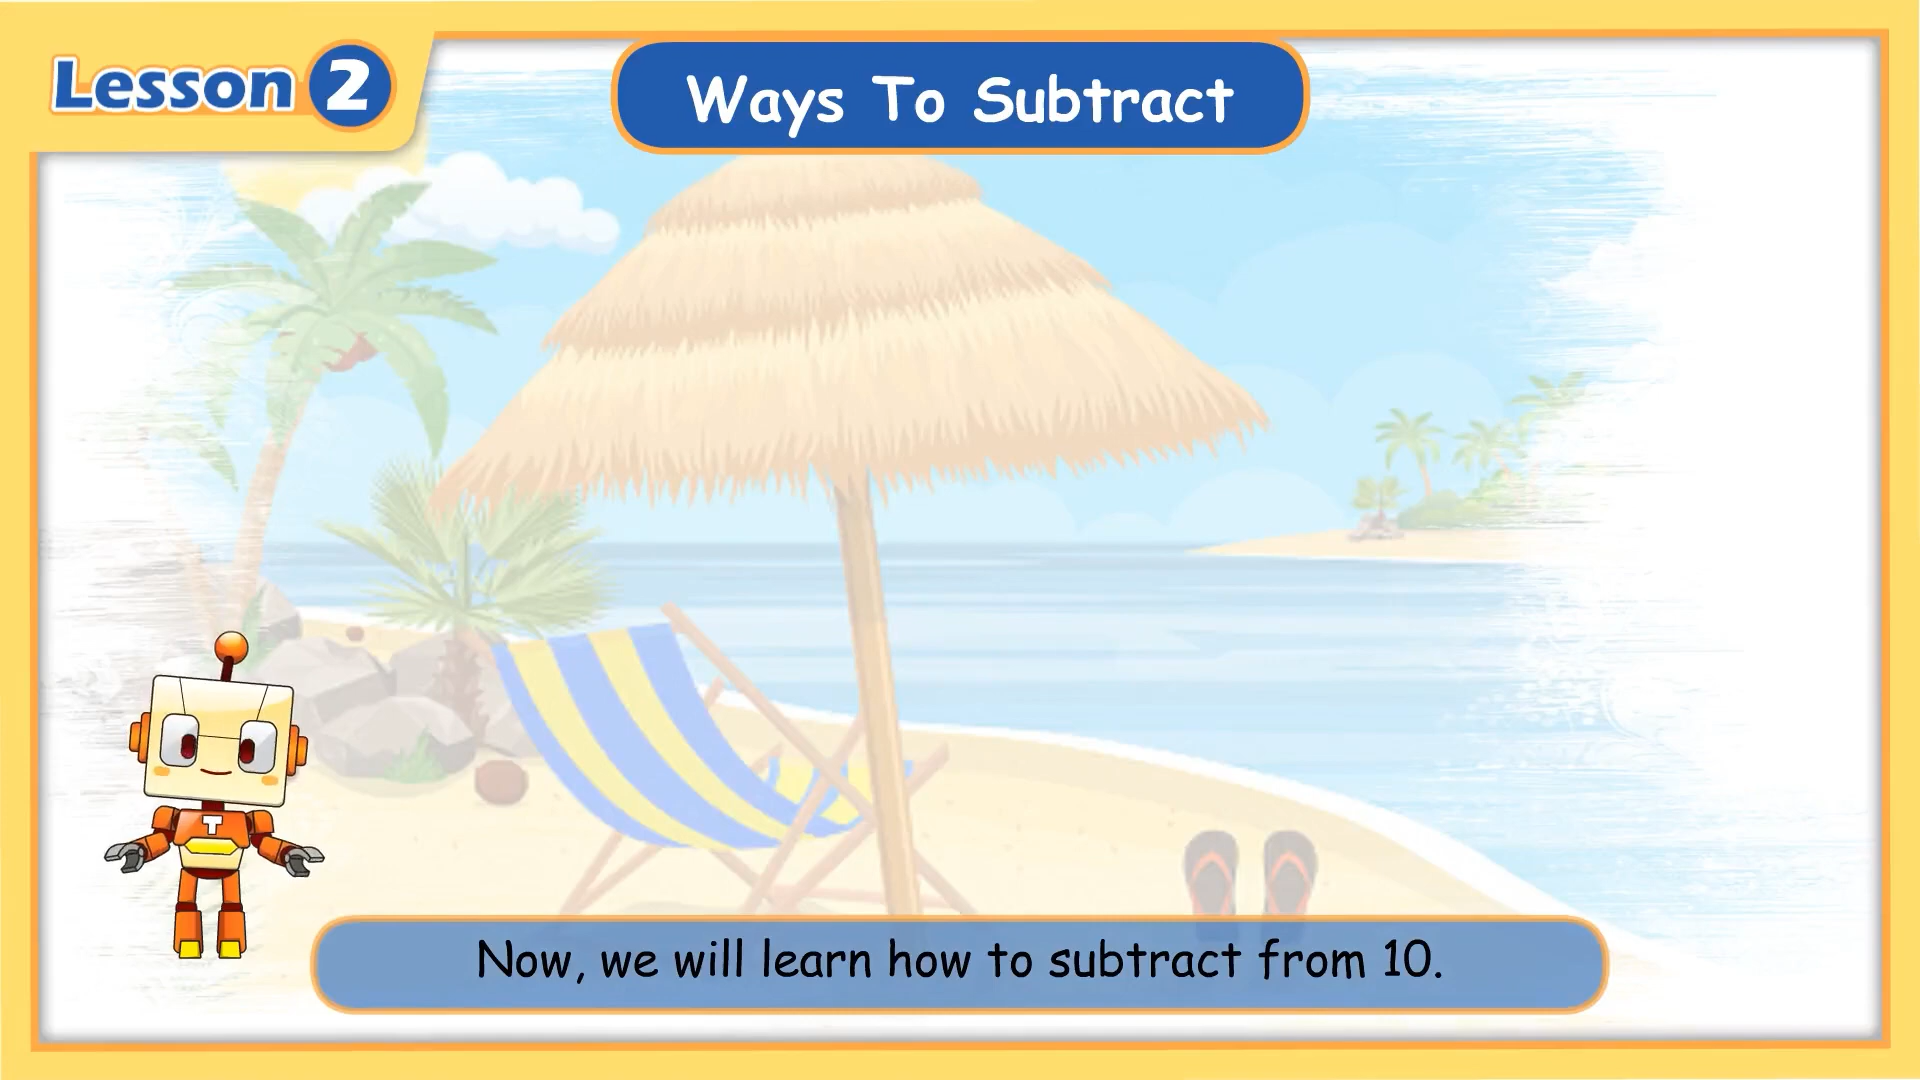 Lesson 2
Ways To Subtract
T
Now, we will learn how to subtract from 10.